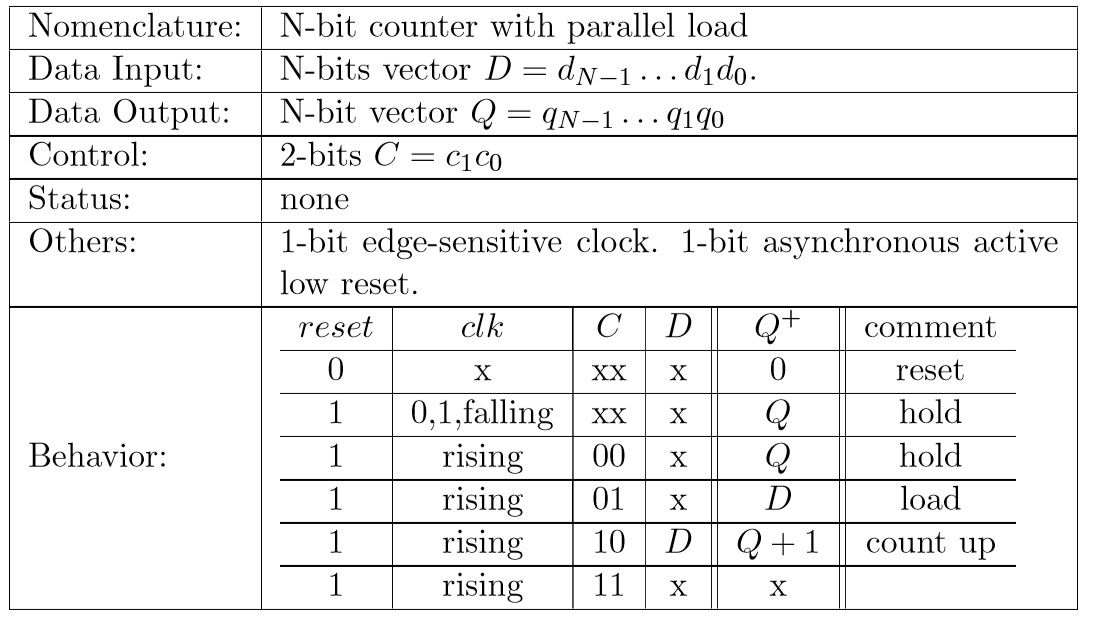 Nomenclature: N-bit counter with parallel load
Data Input: N-bits vector D = d_{N−1} … d_1 d_0.
Data Output: N-bit vector Q = q_{N−1} … q_1 q_0
Control: 2-bits C = c_1 c_0
Status: none
Others: 1-bit edge-sensitive clock. 1-bit asynchronous active
low reset.
Behavior:
reset clk C D Q^+ comment
0 x xx x 0 reset
1 0,1,falling xx x Q hold
1 rising 00 x Q hold
1 rising 01 x D load
1 rising 10 D Q + 1 count up
1 rising 11 x x